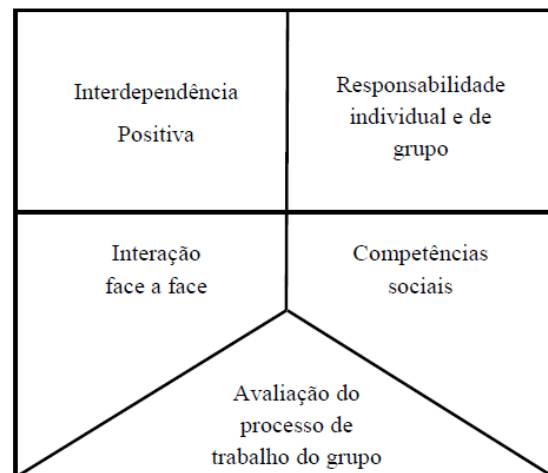 Interdependência
Positiva
Responsabilidade
individual e de
grupo
Interação
face a face
Competências
sociais
Avaliação do
processo de
trabalho do grupo